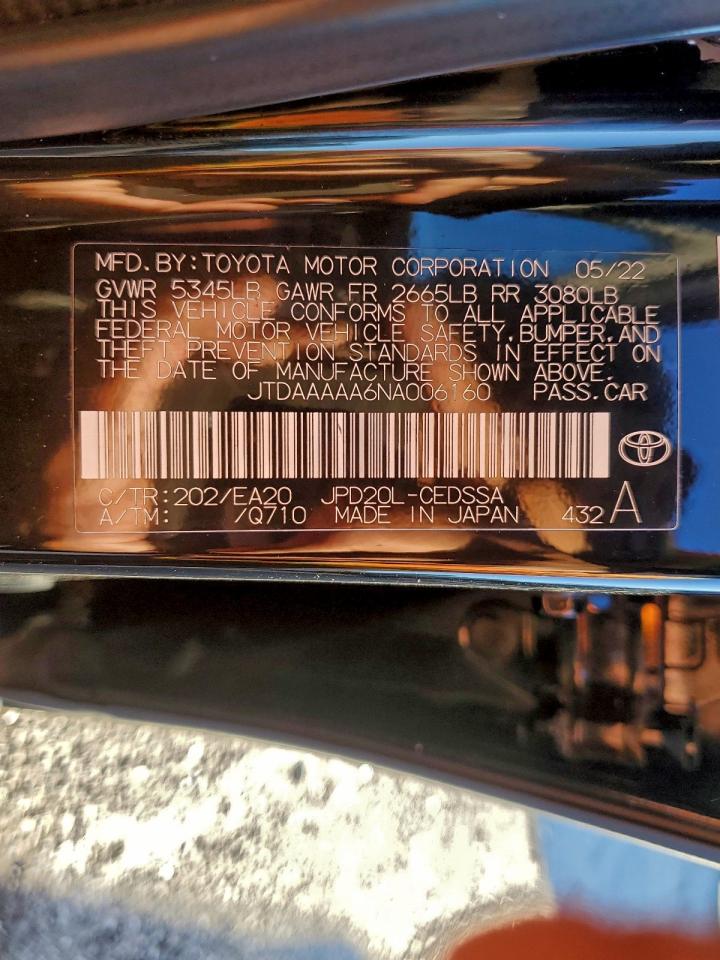 MFD.BY:TOYOTA MOTOR CORPORATION 05/22
GVWR 5345LB GAWR FR 2665LB RR 3080LB
THIS VEHICLE CONFORMS TO ALL APPLICABLE
FEDERAL MOTOR VEHICLE SAFETY,BUMPER,AND
THEFT PREVENTION STANDARDS IN EFFECT ON
THE DATE OF MANUFACTURE SHOWN ABOVE.
JTDAAAAA6NA006160 PASS.CAR
C/TR:202/EA20 JPD20L-CEDSSA
A/TM: /Q710 MADE IN JAPAN 432 A